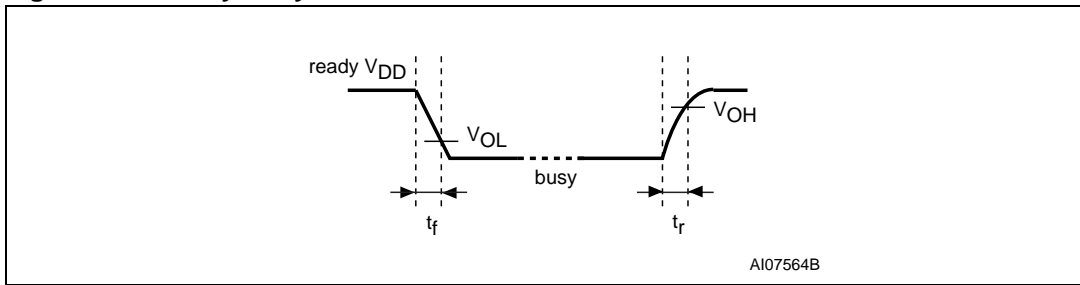 ready VDD
VOL
VOH
busy
tf
tr
AI07564B